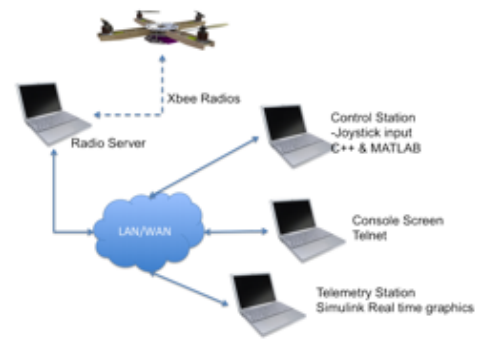 Xbee Radios
Radio Server
Control Station
-Joystick input
C++ & MATLAB
LAN/WAN
Console Screen
Telnet
Telemetry Station
Simulink Real time graphics